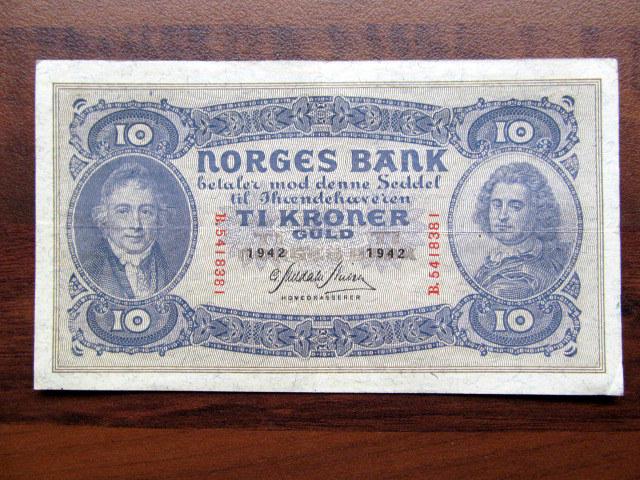 10 10
NORGES BANK
betaler mod denne Seddel
til Ihændehaveren
TI KRONER
GULD
1942 1942
B.5418381
B.5418381
HOVEDKASSERER
10 10